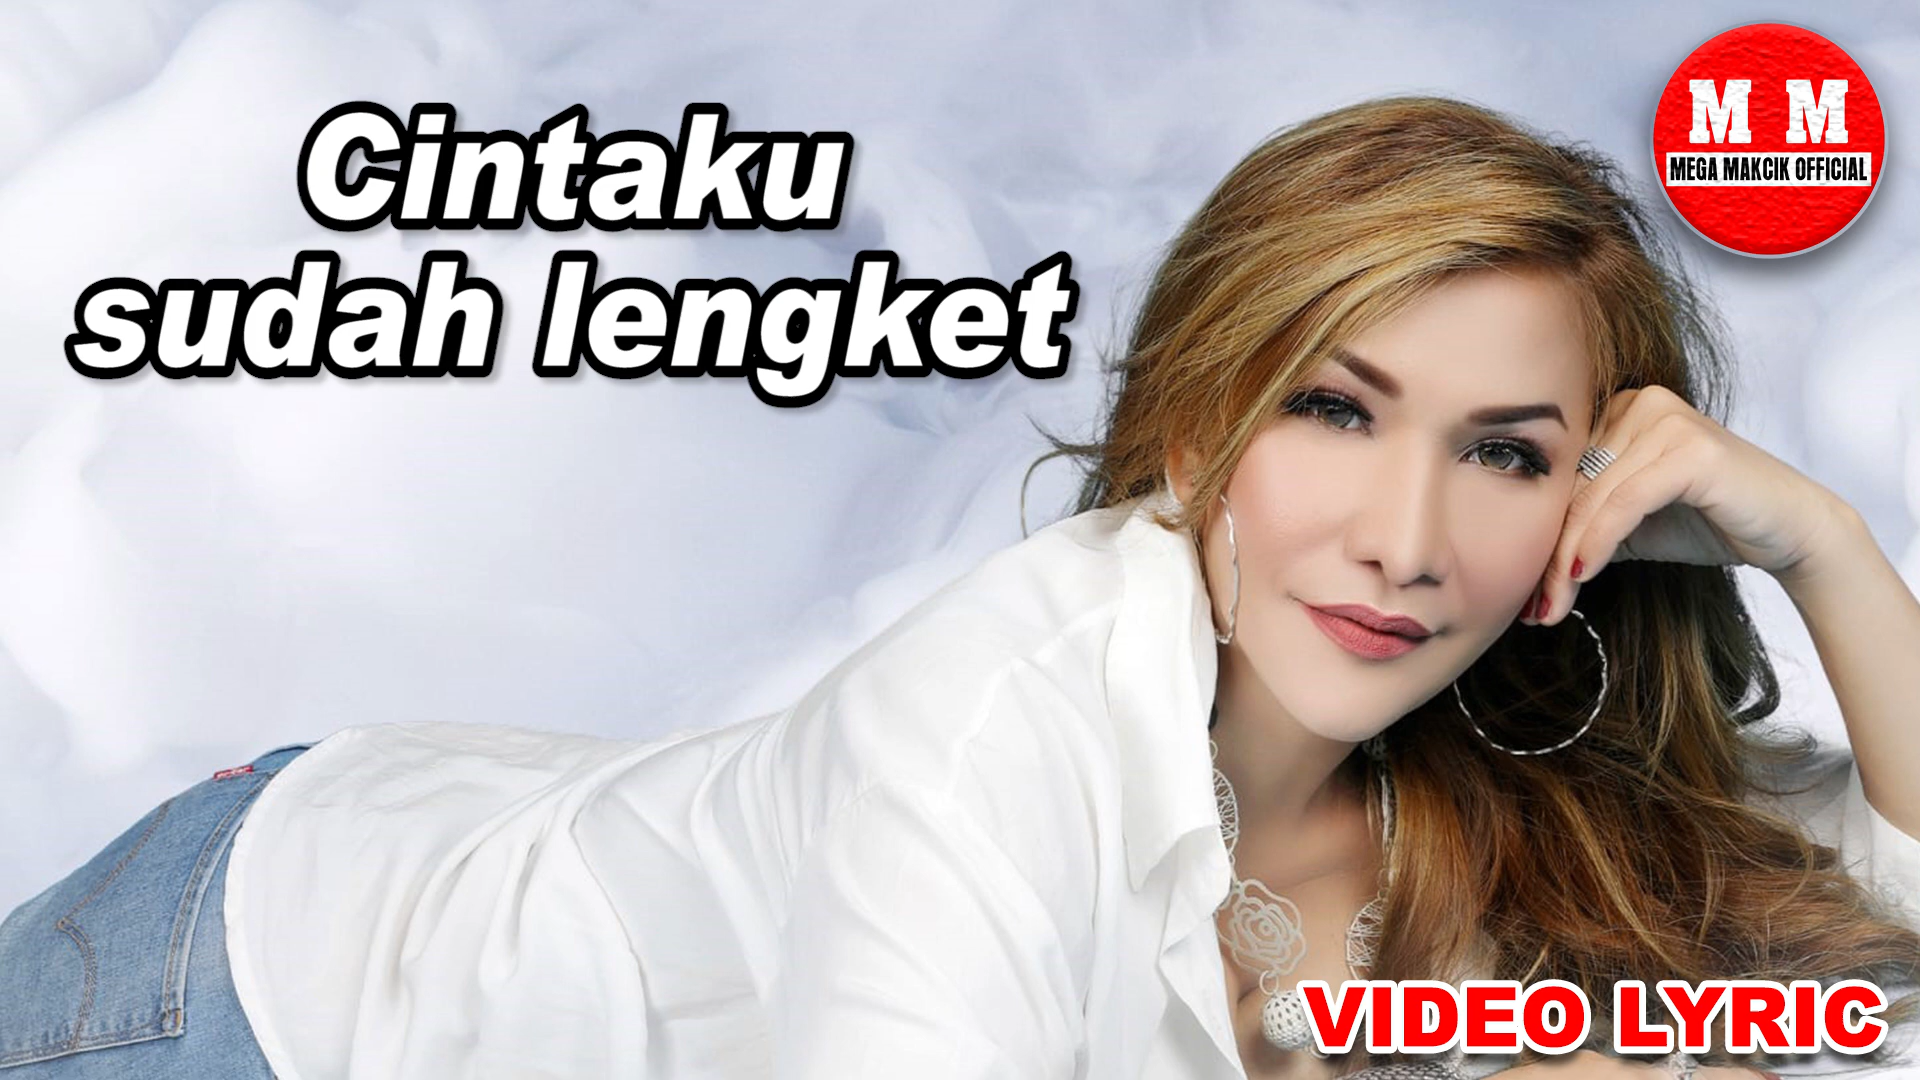 Cintaku
sudah lengket
M M
MEGA MAKCIK OFFICIAL
VIDEO LYRIC